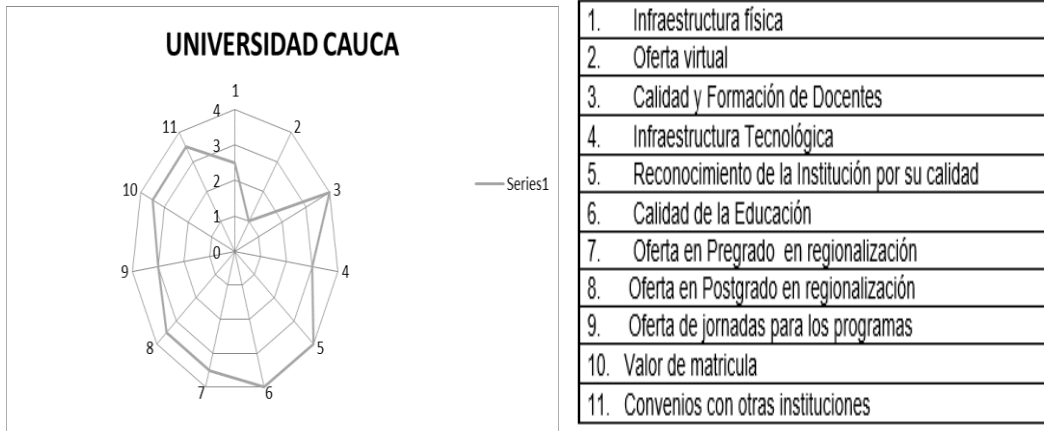 UNIVERSIDAD CAUCA
1
2
3
4
5
6
7
8
9
10
11
4
3
2
1
0
Series1
1. Infraestructura física
2. Oferta virtual
3. Calidad y Formación de Docentes
4. Infraestructura Tecnológica
5. Reconocimiento de la Institución por su calidad
6. Calidad de la Educación
7. Oferta en Pregrado en regionalización
8. Oferta en Postgrado en regionalización
9. Oferta de jornadas para los programas
10. Valor de matricula
11. Convenios con otras instituciones